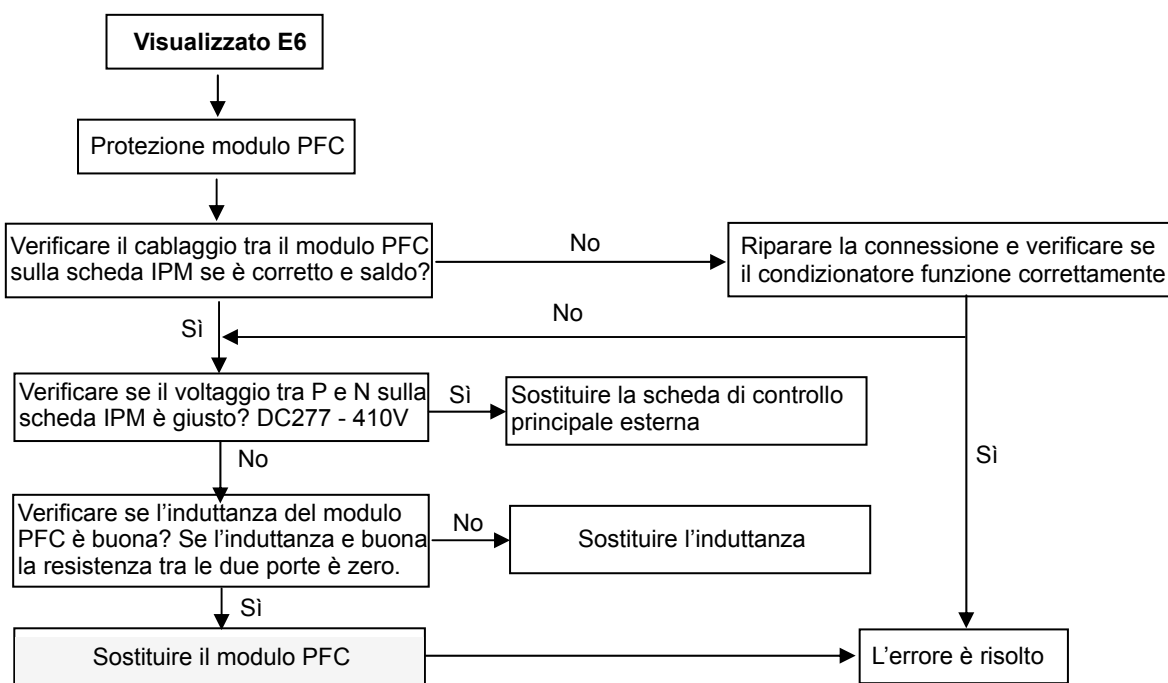 Visualizzato E6
Protezione modulo PFC
Verificare il cablaggio tra il modulo PFC
sulla scheda IPM se è corretto e saldo?
No
Riparare la connessione e verificare se
il condizionatore funzione correttamente
Sì
No
Verificare se il voltaggio tra P e N sulla
scheda IPM è giusto? DC277 - 410V
Sì
Sostituire la scheda di controllo
principale esterna
No
Sì
Verificare se l’induttanza del modulo
PFC è buona? Se l’induttanza e buona
la resistenza tra le due porte è zero.
No
Sostituire l’induttanza
Sì
Sostituire il modulo PFC
L’errore è risolto